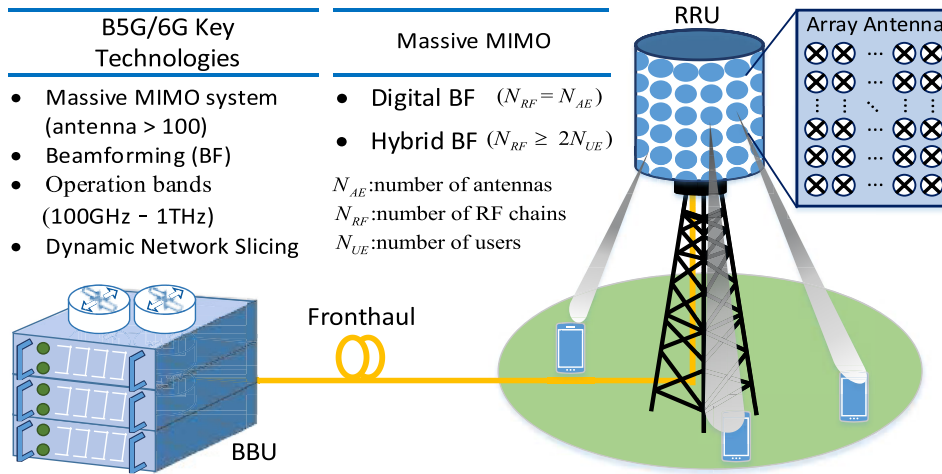 B5G/6G Key
Technologies
• Massive MIMO system
(antenna > 100)
• Beamforming (BF)
• Operation bands
(100GHz - 1THz)
• Dynamic Network Slicing
Massive MIMO
• Digital BF (N_RF = N_AE)
• Hybrid BF (N_RF ≥ 2N_UE)
N_AE:number of antennas
N_RF:number of RF chains
N_UE:number of users
RRU
Array Antenna
Fronthaul
BBU